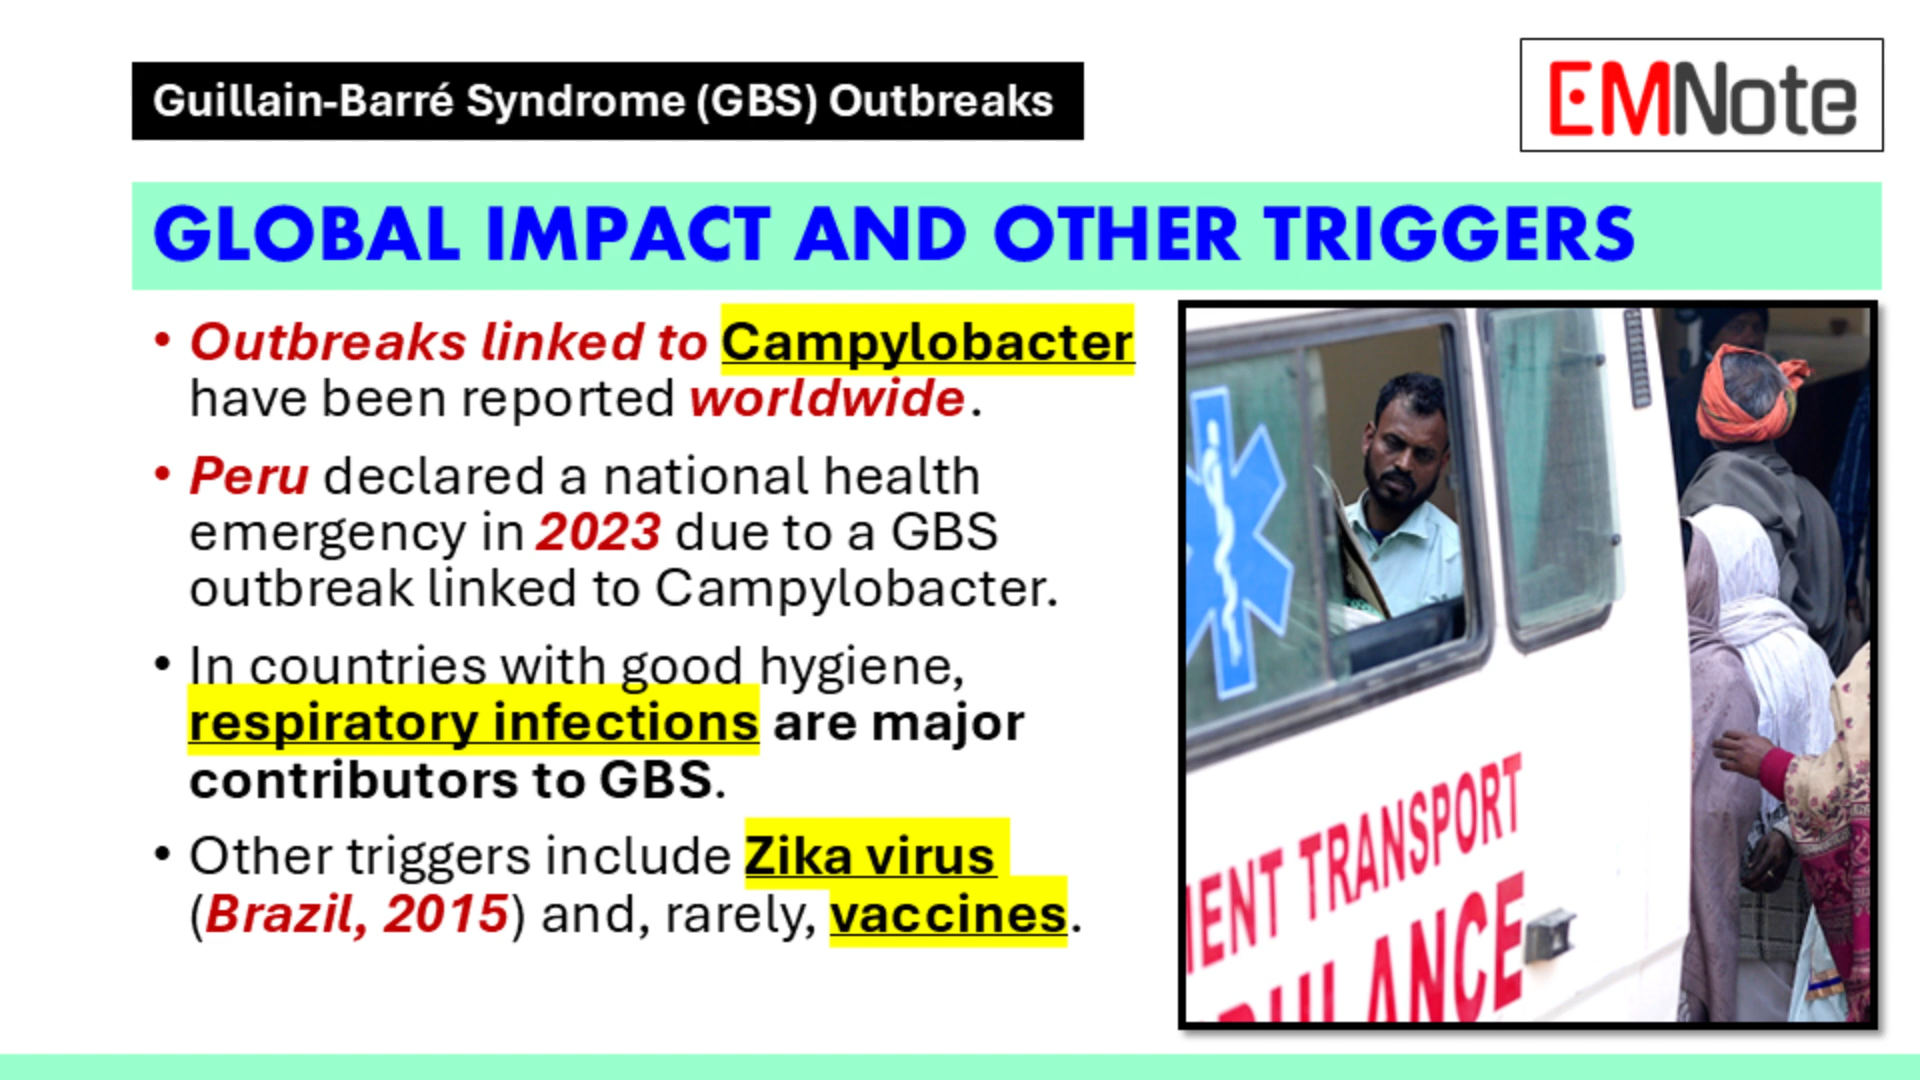 Guillain-Barré Syndrome (GBS) Outbreaks
EMNote
GLOBAL IMPACT AND OTHER TRIGGERS
• Outbreaks linked to Campylobacter
have been reported worldwide.
• Peru declared a national health
emergency in 2023 due to a GBS
outbreak linked to Campylobacter.
• In countries with good hygiene,
respiratory infections are major
contributors to GBS.
• Other triggers include Zika virus
(Brazil, 2015) and, rarely, vaccines.
IENT TRANSPORT
BULANCE